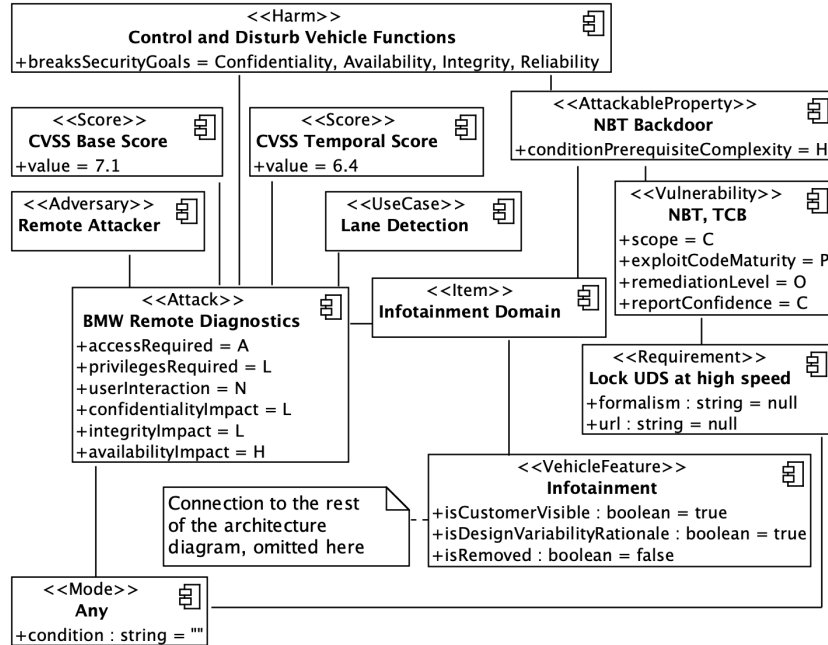 <<Harm>>
Control and Disturb Vehicle Functions
+breaksSecurityGoals = Confidentiality, Availability, Integrity, Reliability
<<Score>>
CVSS Base Score
+value = 7.1
<<Score>>
CVSS Temporal Score
+value = 6.4
<<AttackableProperty>>
NBT Backdoor
+conditionPrerequisiteComplexity = H
<<Adversary>>
Remote Attacker
<<UseCase>>
Lane Detection
<<Vulnerability>>
NBT, TCB
+scope = C
+exploitCodeMaturity = P
+remediationLevel = O
+reportConfidence = C
<<Attack>>
BMW Remote Diagnostics
+accessRequired = A
+privilegesRequired = L
+userInteraction = N
+confidentialityImpact = L
+integrityImpact = L
+availabilityImpact = H
<<Item>>
Infotainment Domain
<<Requirement>>
Lock UDS at high speed
+formalism : string = null
+url : string = null
<<VehicleFeature>>
Infotainment
+isCustomerVisible : boolean = true
+isDesignVariabilityRationale : boolean = true
+isRemoved : boolean = false
Connection to the rest
of the architecture
diagram, omitted here
<<Mode>>
Any
+condition : string = ""